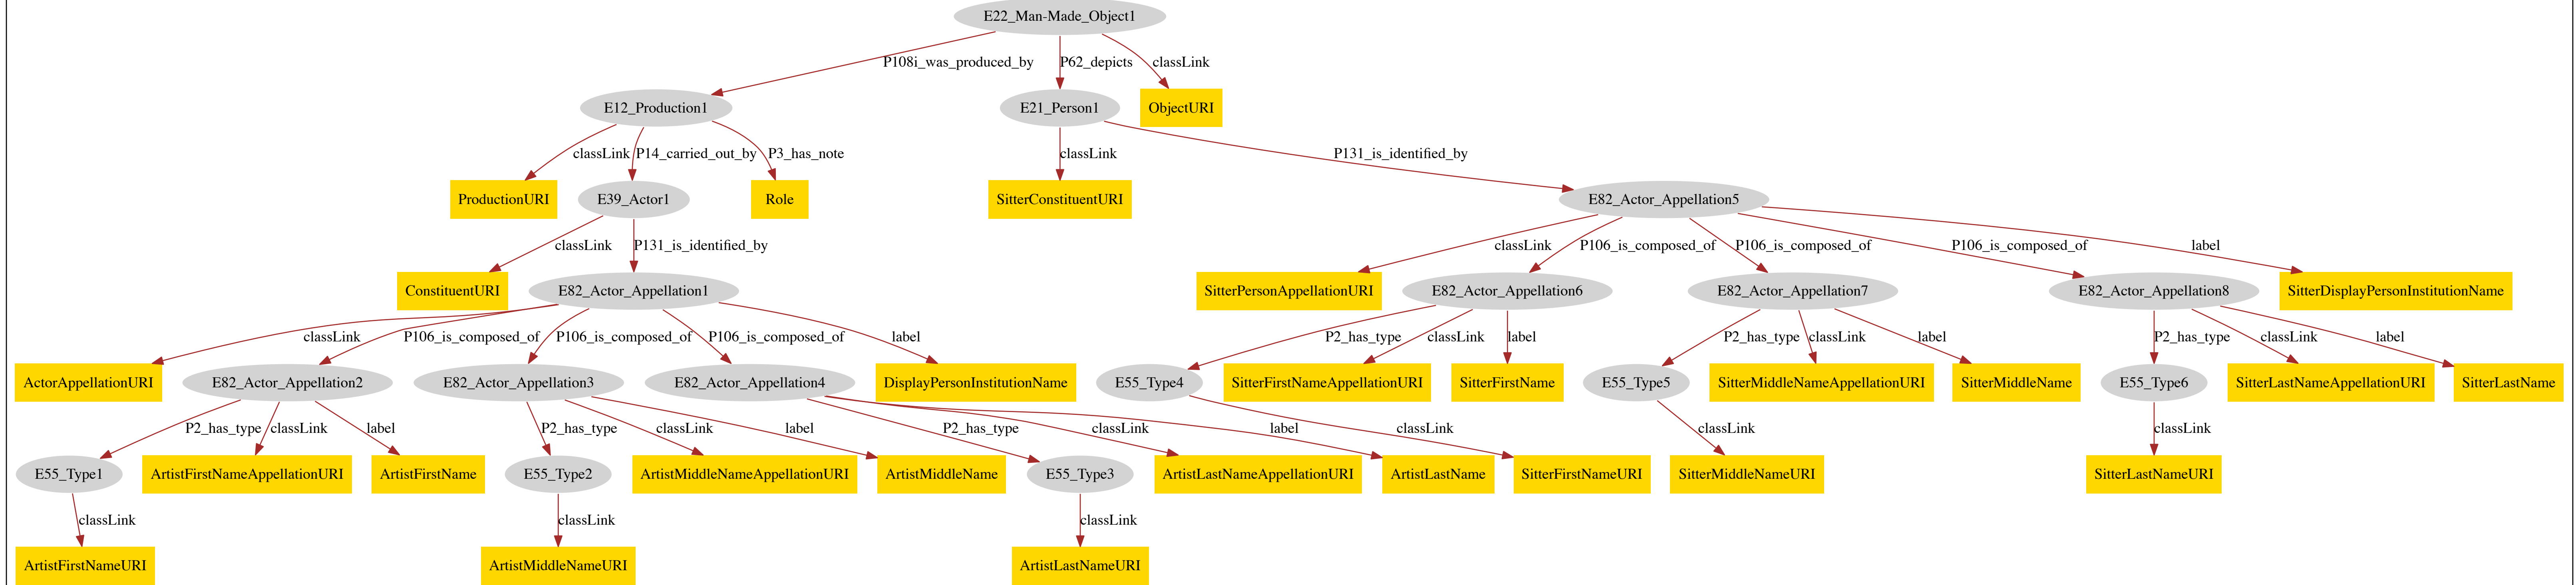 E22_Man-Made_Object1
P108i_was_produced_by P62_depicts classLink
E12_Production1 E21_Person1 ObjectURI
classLink P14_carried_out_by P3_has_note classLink P131_is_identified_by
ProductionURI E39_Actor1 Role SitterConstituentURI E82_Actor_Appellation5
classLink P131_is_identified_by classLink P106_is_composed_of P106_is_composed_of P106_is_composed_of label
ConstituentURI E82_Actor_Appellation1 SitterPersonAppellationURI E82_Actor_Appellation6 E82_Actor_Appellation7 E82_Actor_Appellation8 SitterDisplayPersonInstitutionName
classLink P106_is_composed_of P106_is_composed_of P106_is_composed_of label P2_has_type classLink label P2_has_type classLink label P2_has_type classLink label
ActorAppellationURI E82_Actor_Appellation2 E82_Actor_Appellation3 E82_Actor_Appellation4 DisplayPersonInstitutionName E55_Type4 SitterFirstNameAppellationURI SitterFirstName E55_Type5 SitterMiddleNameAppellationURI SitterMiddleName E55_Type6 SitterLastNameAppellationURI SitterLastName
P2_has_type classLink label P2_has_type classLink label P2_has_type classLink label classLink classLink classLink
E55_Type1 ArtistFirstNameAppellationURI ArtistFirstName E55_Type2 ArtistMiddleNameAppellationURI ArtistMiddleName E55_Type3 ArtistLastNameAppellationURI ArtistLastName SitterFirstNameURI SitterMiddleNameURI SitterLastNameURI
classLink classLink classLink
ArtistFirstNameURI ArtistMiddleNameURI ArtistLastNameURI